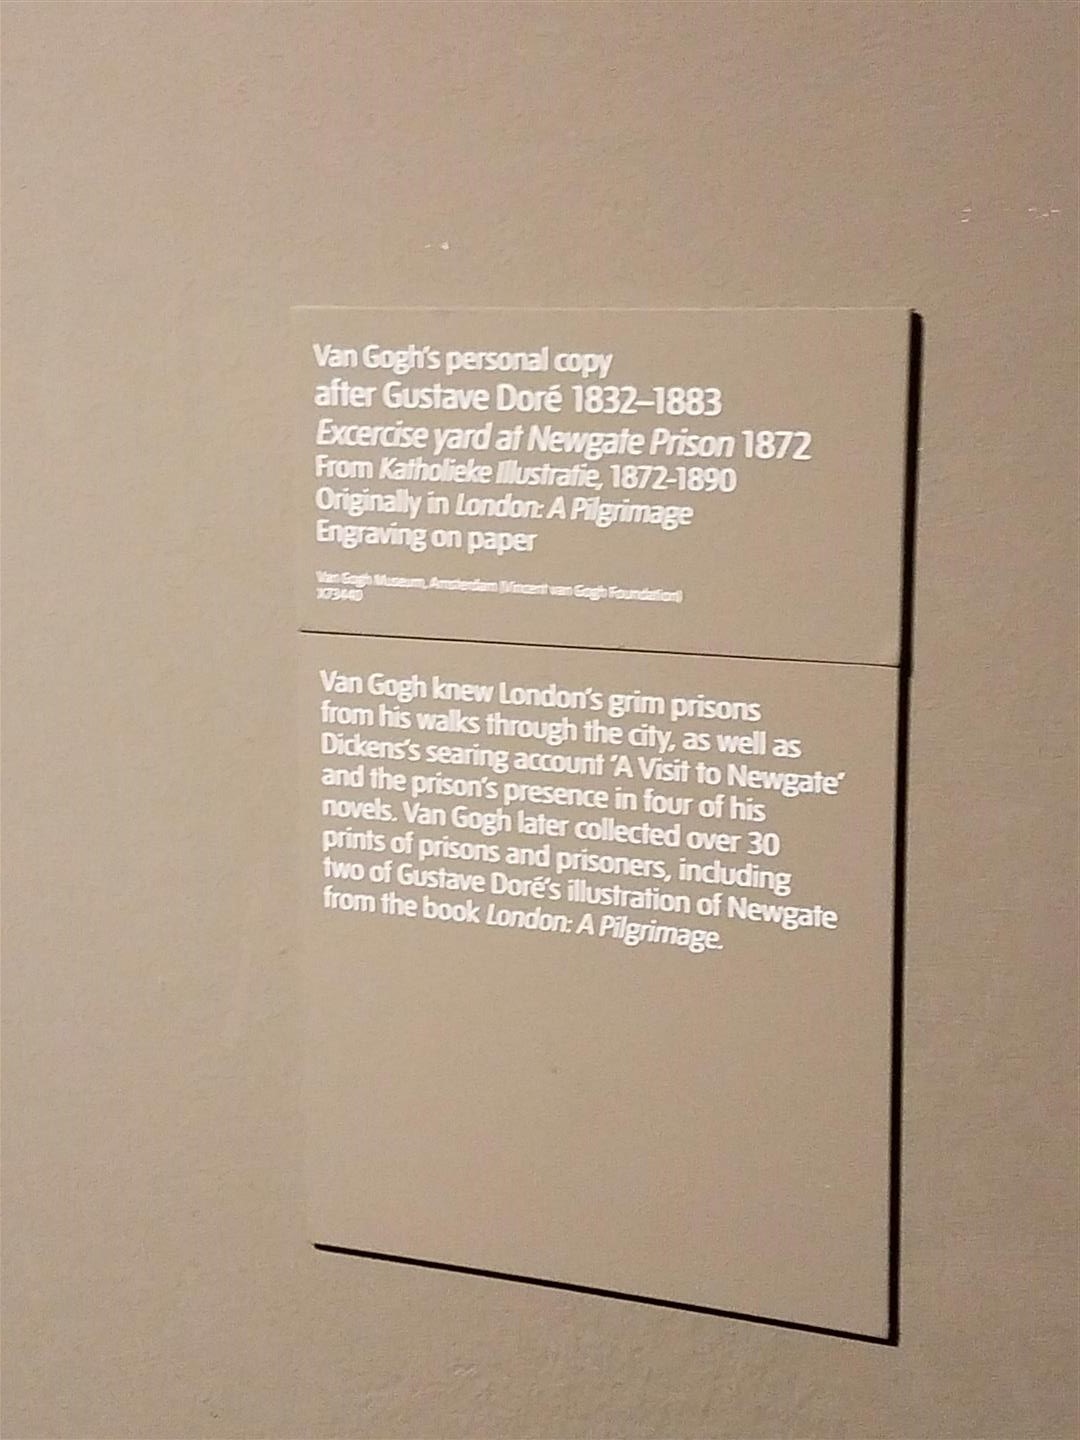 Van Gogh's personal copy
after Gustave Doré 1832–1883
Excercise yard at Newgate Prison 1872
From Katholieke Illustratie, 1872-1890
Originally in London: A Pilgrimage
Engraving on paper
Van Gogh Museum, Amsterdam (Vincent van Gogh Foundation)
Van Gogh knew London's grim prisons
from his walks through the city, as well as
Dickens's searing account 'A Visit to Newgate'
and the prison's presence in four of his
novels. Van Gogh later collected over 30
prints of prisons and prisoners, including
two of Gustave Doré's illustration of Newgate
from the book London: A Pilgrimage.